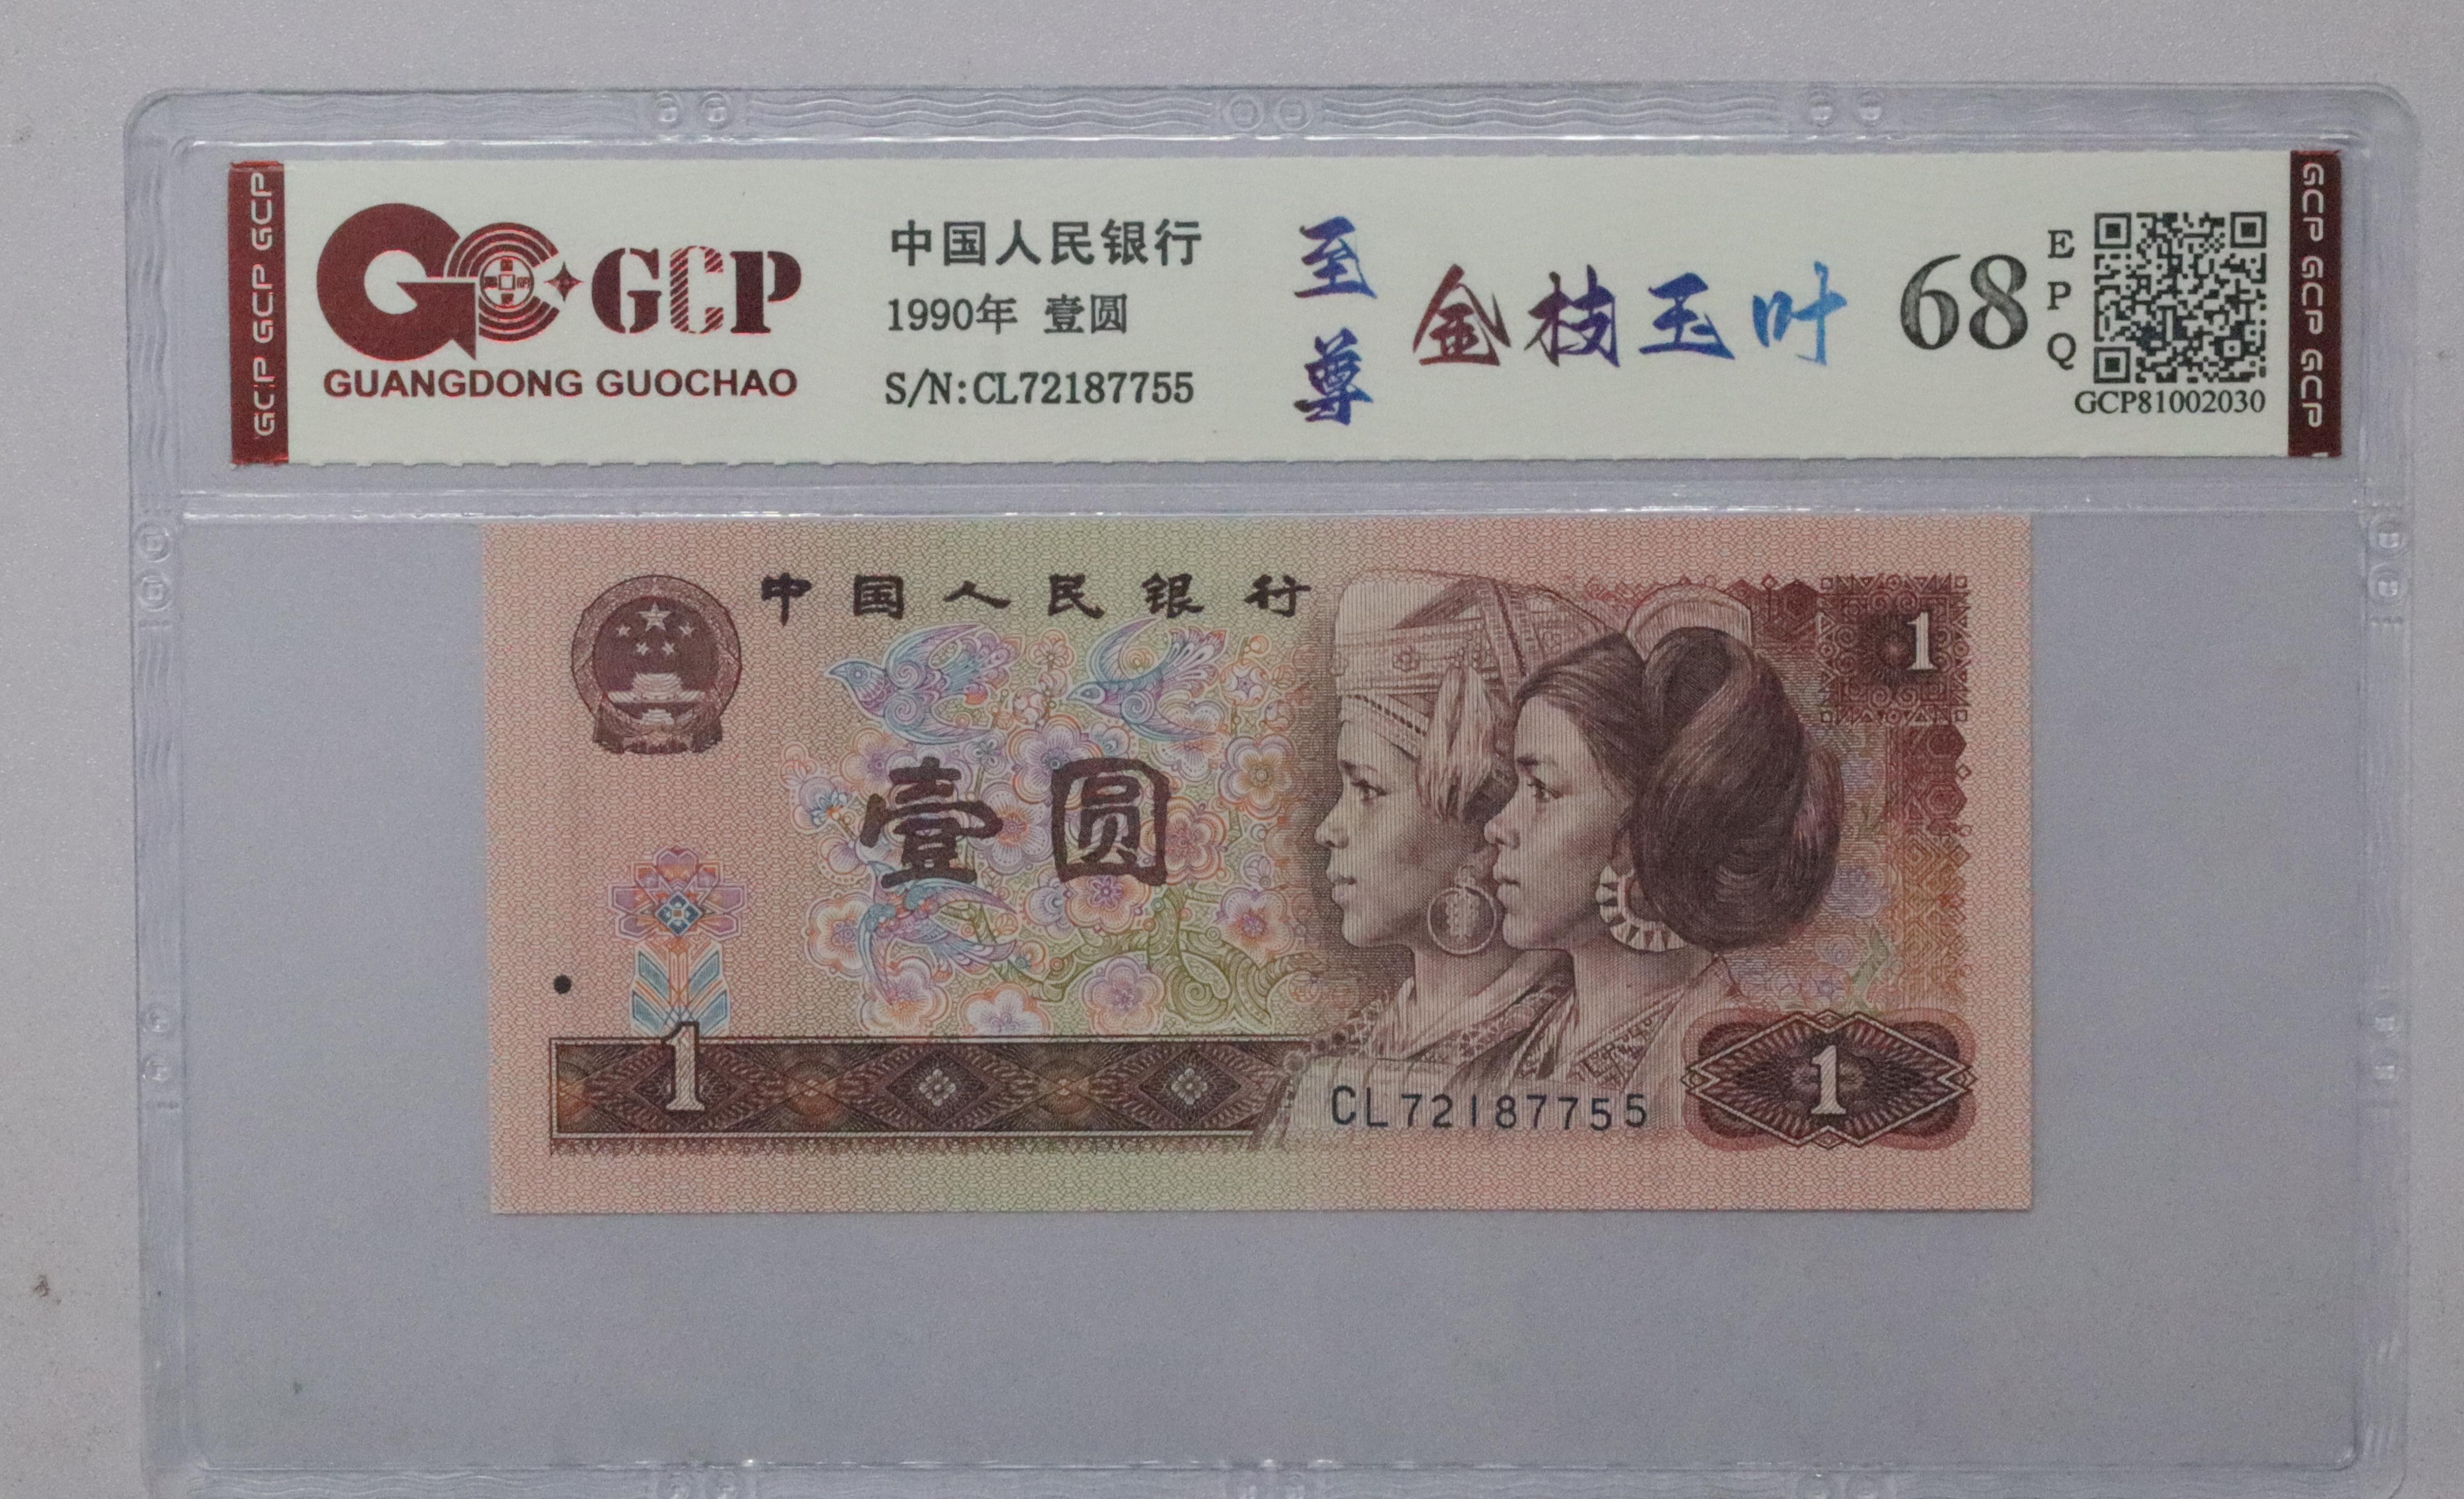 GCP GCP GCP
GCP
GUANGDONG GUOCHAO
中国人民银行
1990年 壹圆
S/N:CL72187755
至尊
金枝玉叶
68
EPQ
GCP81002030
GCP GCP GCP
中国人民银行
1
壹圆
1
CL72187755
1